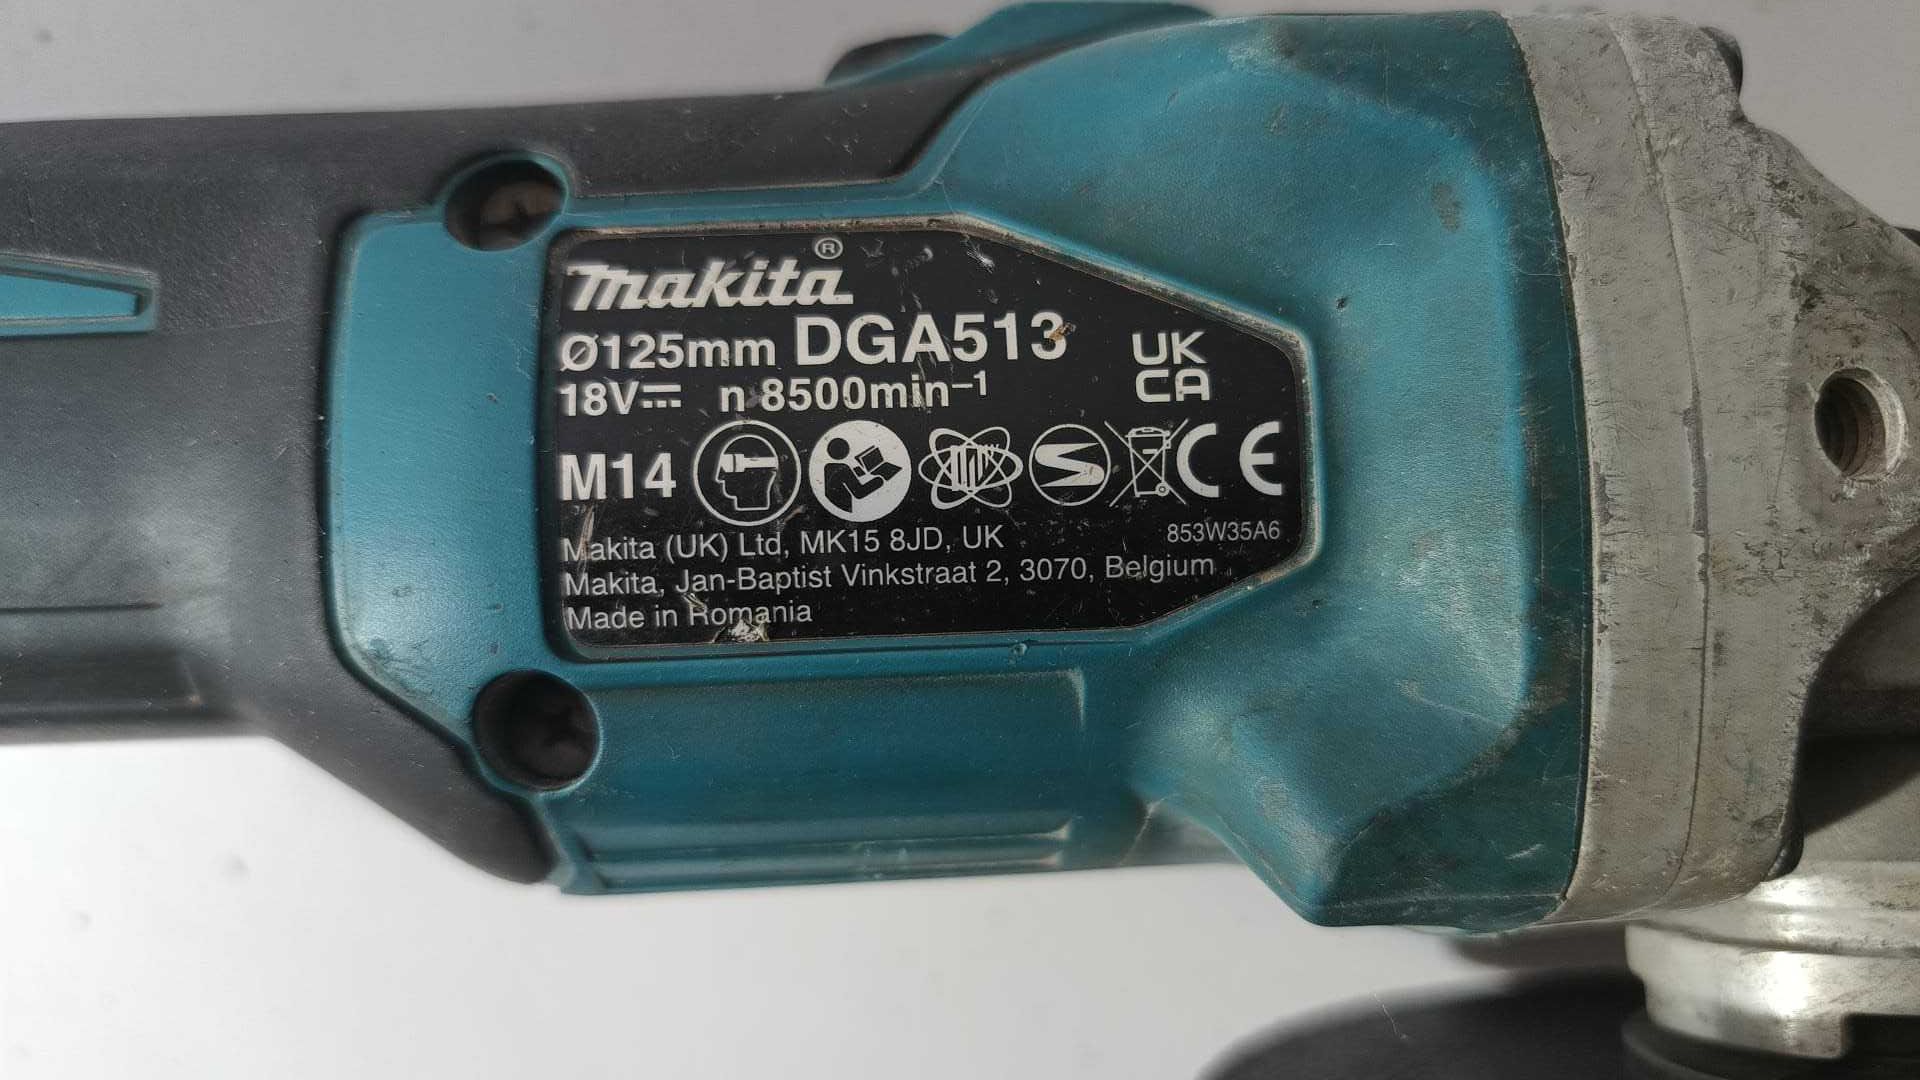 makita®
Ø125mm DGA513
18V⎓ n 8500min⁻¹
UK
CA
M14
CE
853W35A6
Makita (UK) Ltd, MK15 8JD, UK
Makita, Jan-Baptist Vinkstraat 2, 3070, Belgium
Made in Romania